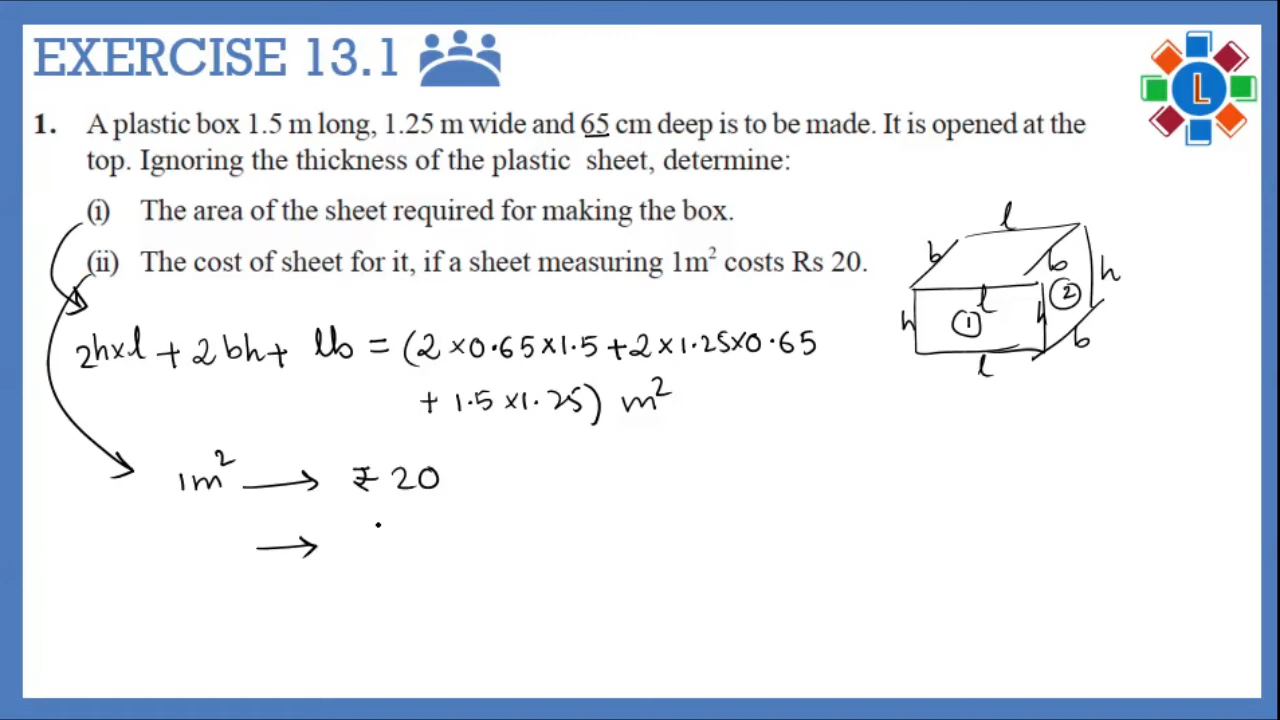 EXERCISE 13.1
L
1. A plastic box 1.5 m long, 1.25 m wide and 65 cm deep is to be made. It is opened at the
top. Ignoring the thickness of the plastic sheet, determine:
(i) The area of the sheet required for making the box.
(ii) The cost of sheet for it, if a sheet measuring 1m² costs Rs 20.
l
b
b
h
l
h
h
①
②
b
l
2h×l + 2bh + lb = (2×0.65×1.5+2×1.25×0.65
+ 1.5×1.25) m²
1m² ⟶ ₹ 20
⟶